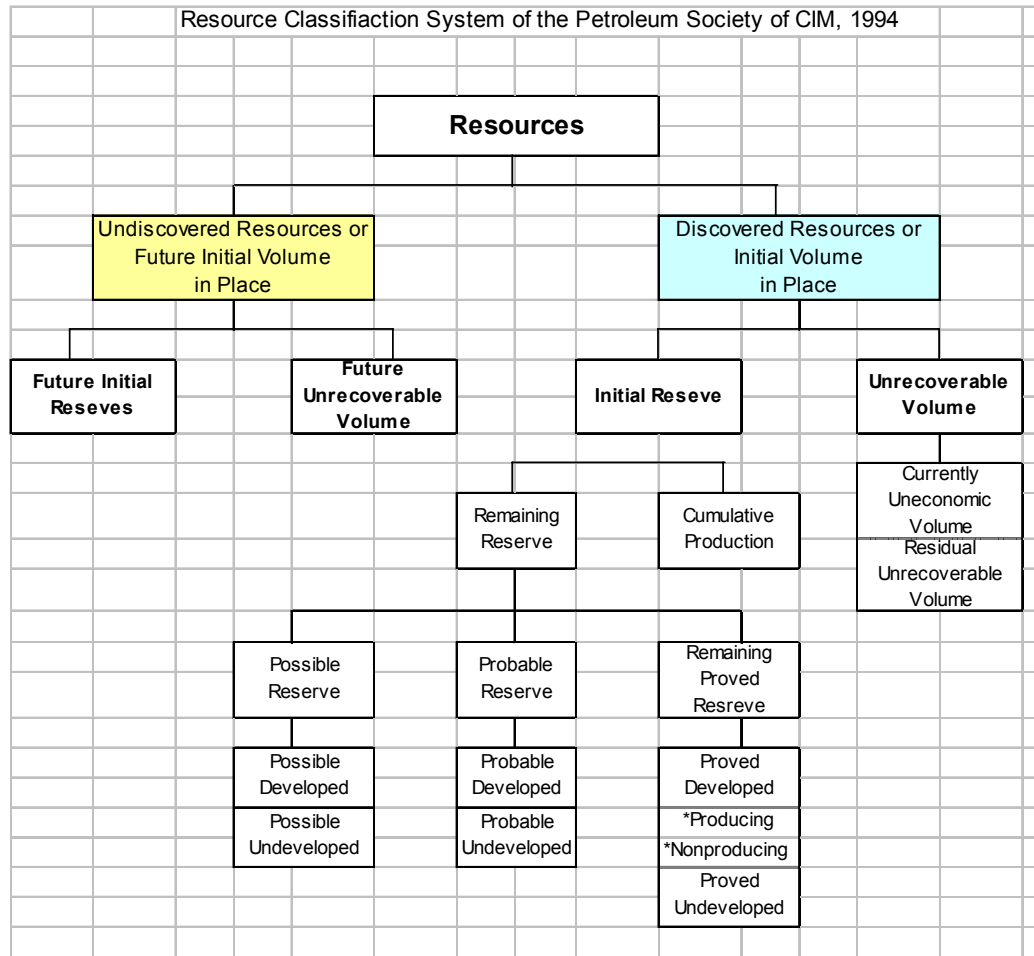 Resource Classifiaction System of the Petroleum Society of CIM, 1994
Resources
Undiscovered Resources or
Future Initial Volume
in Place
Discovered Resources or
Initial Volume
in Place
Future Initial
Reseves
Future
Unrecoverable
Volume
Initial Reseve
Unrecoverable
Volume
Currently
Uneconomic
Volume
Residual
Unrecoverable
Volume
Remaining
Reserve
Cumulative
Production
Possible
Reserve
Probable
Reserve
Remaining
Proved
Resreve
Possible
Developed
Possible
Undeveloped
Probable
Developed
Probable
Undeveloped
Proved
Developed
*Producing
*Nonproducing
Proved
Undeveloped